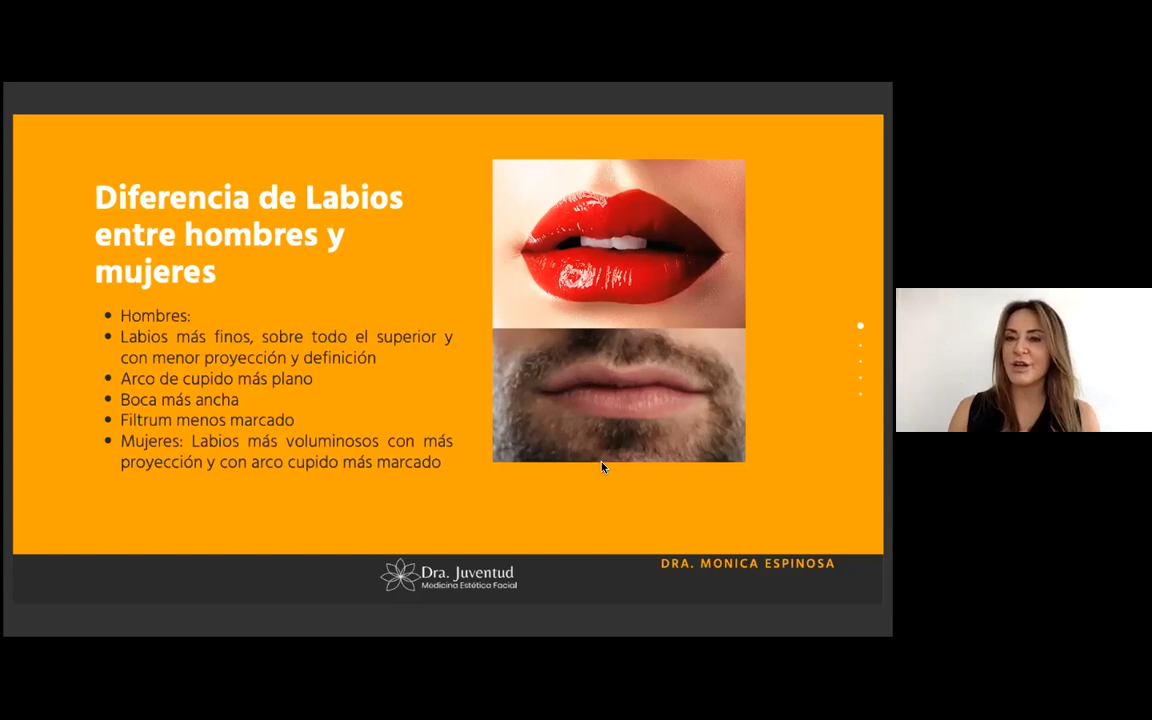 Diferencia de Labios
entre hombres y
mujeres
• Hombres:
• Labios más finos, sobre todo el superior y
con menor proyección y definición
• Arco de cupido más plano
• Boca más ancha
• Filtrum menos marcado
• Mujeres: Labios más voluminosos con más
proyección y con arco cupido más marcado
Dra. Juventud
Medicina Estética Facial
DRA. MONICA ESPINOSA